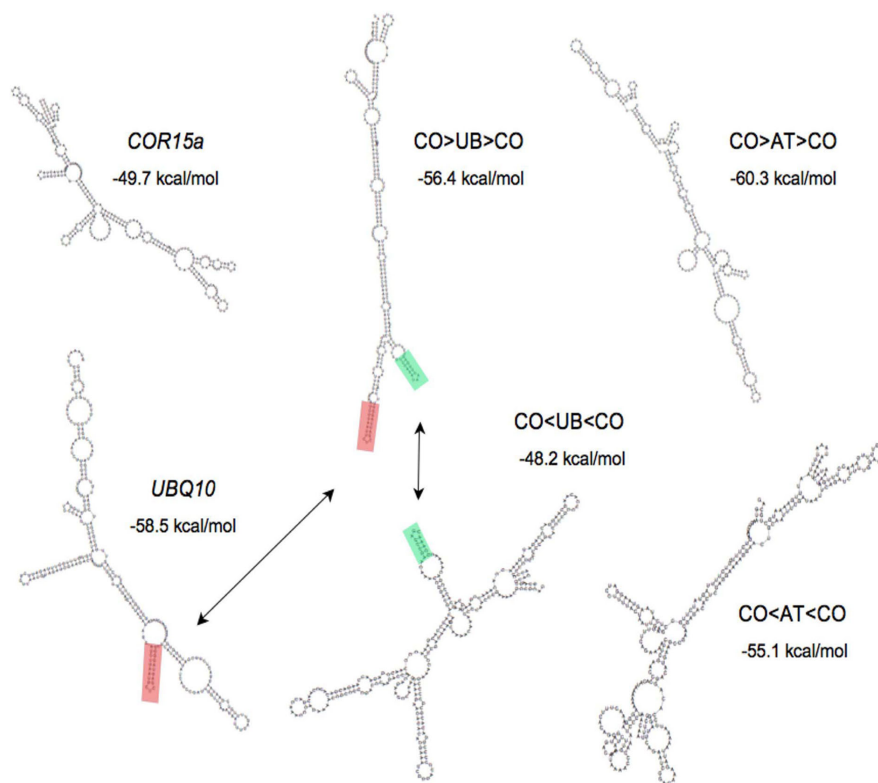 COR15a
-49.7 kcal/mol
CO>UB>CO
-56.4 kcal/mol
CO>AT>CO
-60.3 kcal/mol
UBQ10
-58.5 kcal/mol
CO<UB<CO
-48.2 kcal/mol
CO<AT<CO
-55.1 kcal/mol